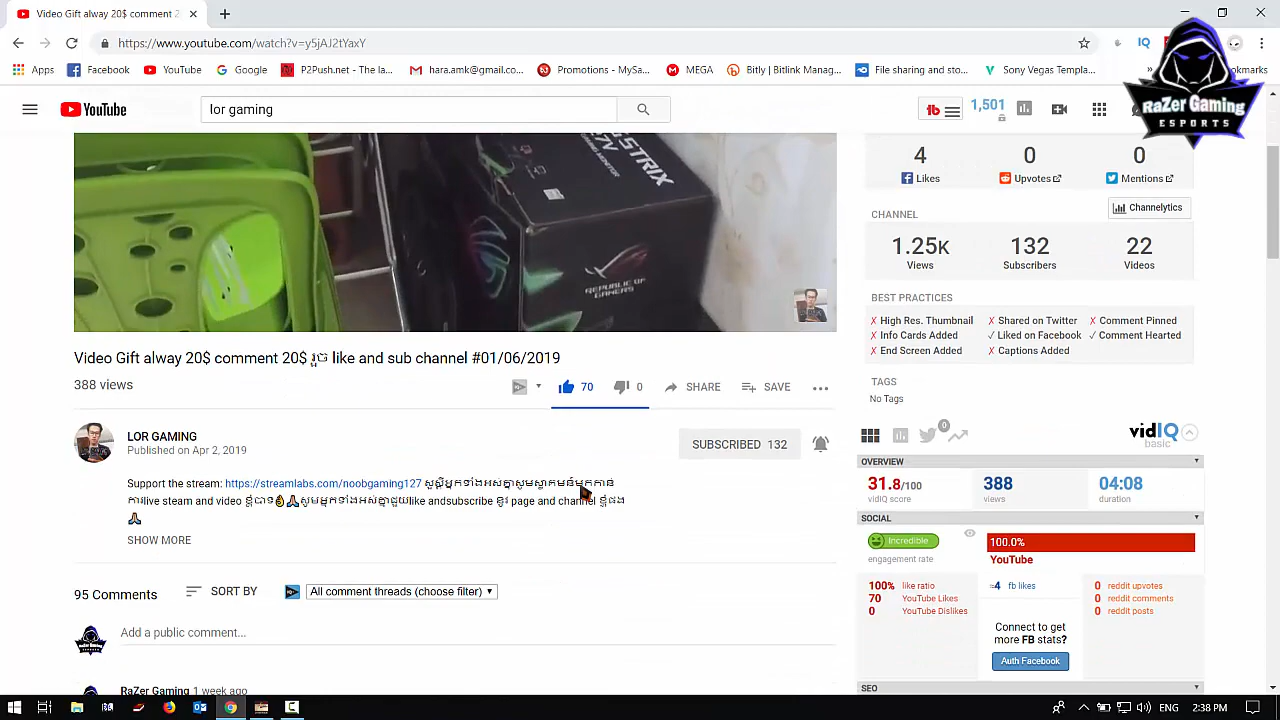 Video Gift alway 20$ comment 2
https://www.youtube.com/watch?v=y5jAJ2tYaxY
IQ
Apps
Facebook
YouTube
Google
P2Push.net - The la...
hara.amk@gmail.co...
Promotions - MySa...
MEGA
Bitly | Bitlink Manag...
File sharing and sto...
Sony Vegas Templa...
RaZer Gaming
ESPORTS
YouTube
lor gaming
tb
1,501
STRIX
REPUBLIC OF
GAMERS
4
0
0
Likes
Upvotes
Mentions
CHANNEL
Channelytics
1.25K
132
22
Views
Subscribers
Videos
BEST PRACTICES
✗ High Res. Thumbnail
✗ Shared on Twitter
✗ Comment Pinned
✗ Info Cards Added
✓ Liked on Facebook
✓ Comment Hearted
✗ End Screen Added
✗ Captions Added
TAGS
No Tags
Video Gift alway 20$ comment 20$ like and sub channel #01/06/2019
388 views
70
0
SHARE
SAVE
LOR GAMING
Published on Apr 2, 2019
SUBSCRIBED 132
Support the stream: https://streamlabs.com/noobgaming127
live steam and video like andsubscribe page and channel
SHOW MORE
95 Comments
SORT BY
All comment threads (choose filter)
Add a public comment...
RaZer Gaming 1 week ago
0
vidIQ
basic
OVERVIEW
31.8/100
388
04:08
vidIQ score
views
duration
SOCIAL
Incredible
100.0%
engagement rate
YouTube
100% like ratio
≈4 fb likes
0 reddit upvotes
70 YouTube Likes
0 reddit comments
0 YouTube Dislikes
0 reddit posts
Connect to get
more FB stats?
Auth Facebook
SEO
ENG
2:38 PM